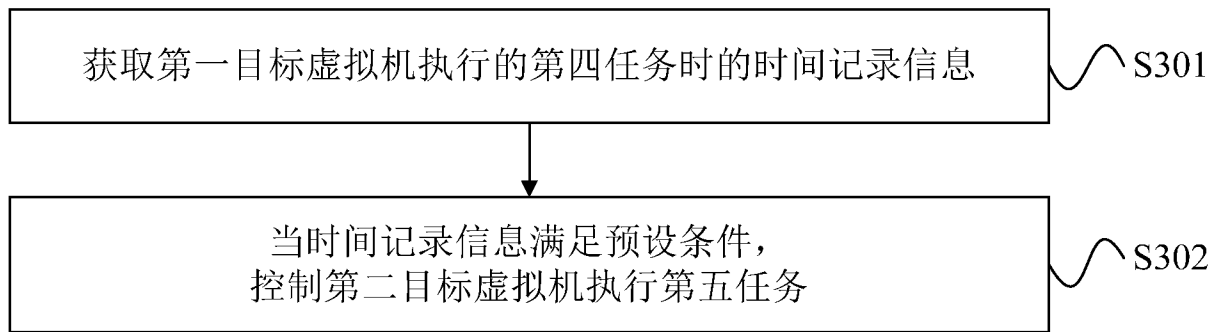 获取第一目标虚拟机执行的第四任务时的时间记录信息
S301
当时间记录信息满足预设条件，
控制第二目标虚拟机执行第五任务
S302